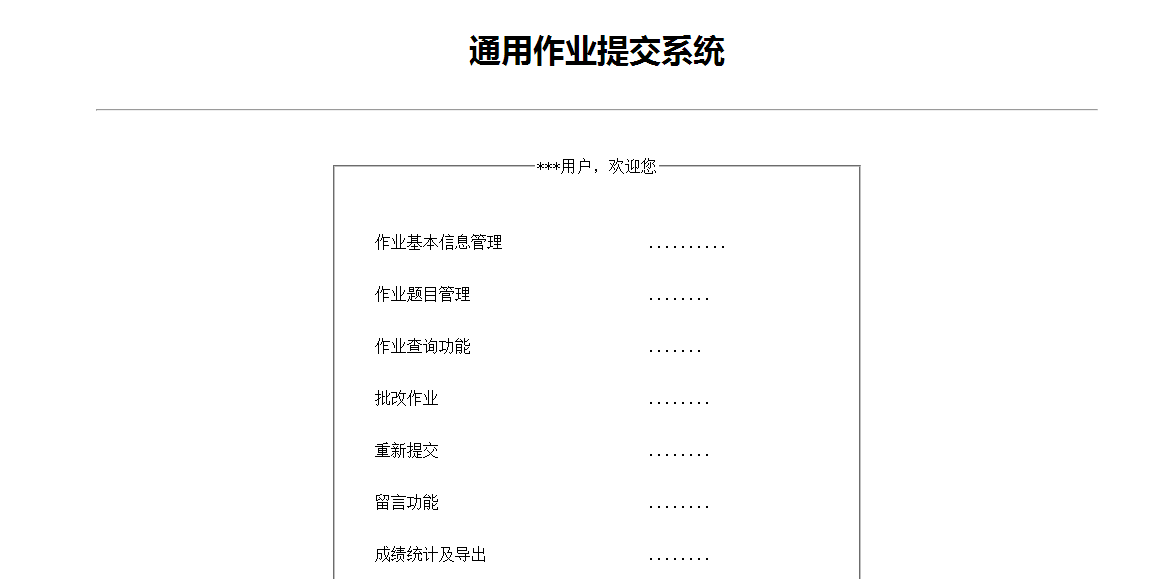 通用作业提交系统
***用户，欢迎您
作业基本信息管理 ..........
作业题目管理 ........
作业查询功能 .......
批改作业 ........
重新提交 ........
留言功能 ........
成绩统计及导出 ........